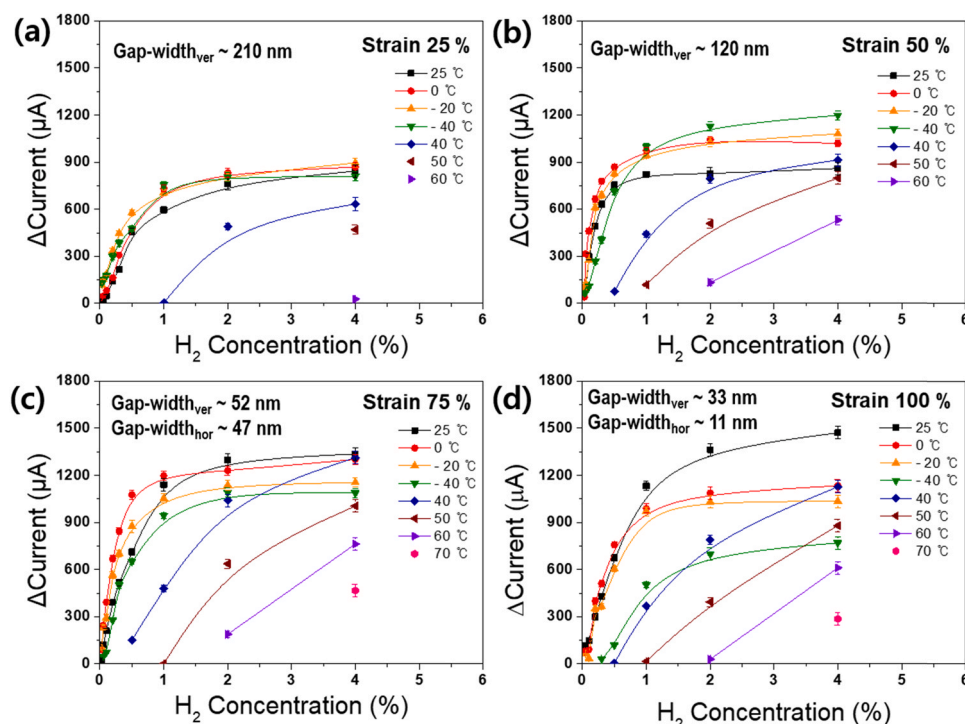 (a)
Gap-width_ver ~ 210 nm
Strain 25 %
25 ℃
0 ℃
- 20 ℃
- 40 ℃
40 ℃
50 ℃
60 ℃
1800
1500
1200
900
600
300
0
ΔCurrent (μA)
0 1 2 3 4 5 6
H₂ Concentration (%)
(b)
Gap-width_ver ~ 120 nm
Strain 50 %
25 ℃
0 ℃
- 20 ℃
- 40 ℃
40 ℃
50 ℃
60 ℃
1800
1500
1200
900
600
300
0
ΔCurrent (μA)
0 1 2 3 4 5 6
H₂ Concentration (%)
(c)
Gap-width_ver ~ 52 nm
Gap-width_hor ~ 47 nm
Strain 75 %
25 ℃
0 ℃
- 20 ℃
- 40 ℃
40 ℃
50 ℃
60 ℃
70 ℃
1800
1500
1200
900
600
300
0
ΔCurrent (μA)
0 1 2 3 4 5 6
H₂ Concentration (%)
(d)
Gap-width_ver ~ 33 nm
Gap-width_hor ~ 11 nm
Strain 100 %
25 ℃
0 ℃
- 20 ℃
- 40 ℃
40 ℃
50 ℃
60 ℃
70 ℃
1800
1500
1200
900
600
300
0
ΔCurrent (μA)
0 1 2 3 4 5 6
H₂ Concentration (%)